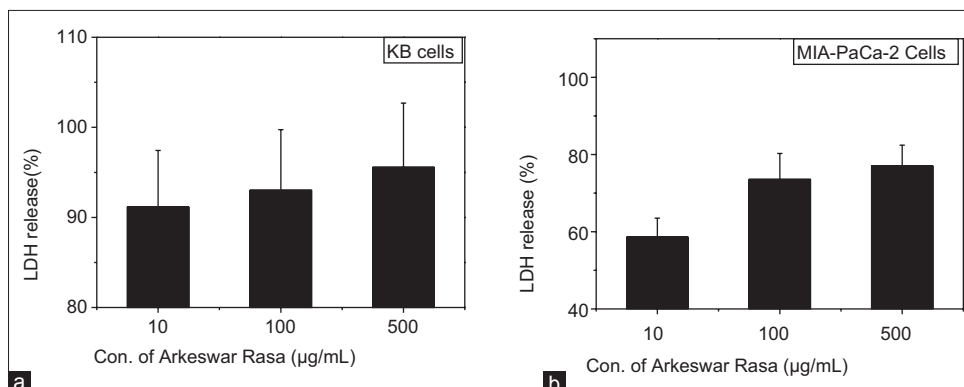 110
100
90
80
LDH release(%)
KB cells
10 100 500
Con. of Arkeswar Rasa (µg/mL)
a
100
80
60
40
LDH release (%)
MIA-PaCa-2 Cells
10 100 500
Con. of Arkeswar Rasa (µg/mL)
b